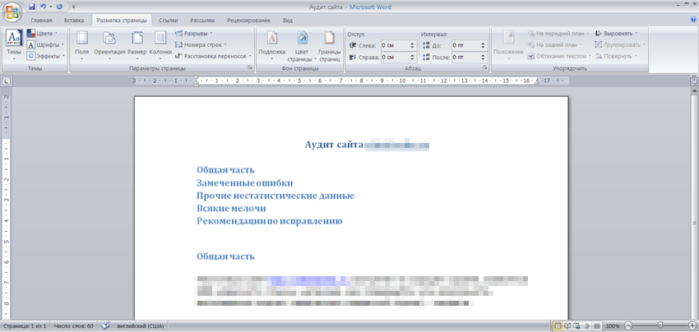 Аудит сайта - Microsoft Word
Главная Вставка Разметка страницы Ссылки Рассылки Рецензирование Вид
Цвета Разрывы Отступ Интервал На передний план Выровнять
Темы Шрифты Поля Ориентация Размер Колонки Номера строк Подложка Цвет страницы Границы страниц Слева: 0 см До: 0 пт Положение На задний план Группировать
Эффекты Расстановка переносов Справа: 0 см После: 0 пт Обтекание текстом Повернуть
Темы Параметры страницы Фон страницы Абзац Упорядочить
Аудит сайта
Общая часть
Замеченные ошибки
Прочие нестатистические данные
Всякие мелочи
Рекомендации по исправлению
Общая часть
Страница: 1 из 1 Число слов: 60 английский (США) 100%